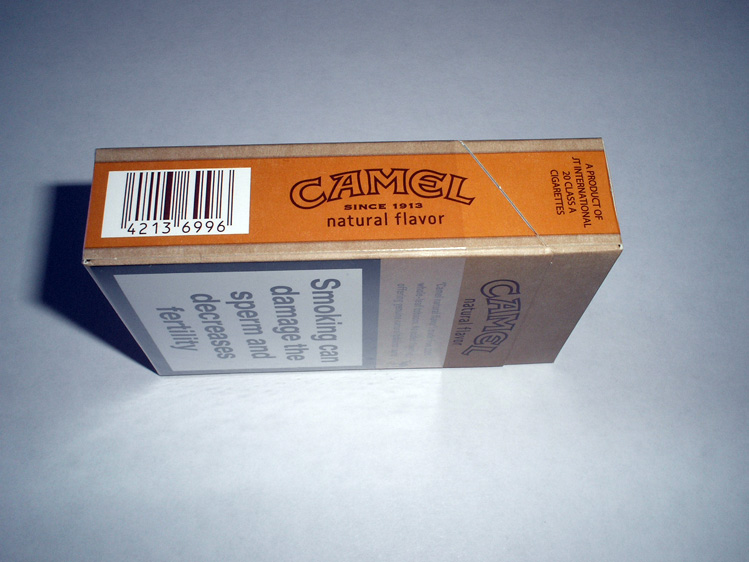 CAMEL
SINCE 1913
natural flavor
4213 6996
A PRODUCT OF
JT INTERNATIONAL
20 CLASS A
CIGARETTES
Smoking can
damage the
sperm and
decreases
fertility
CAMEL
natural flavor